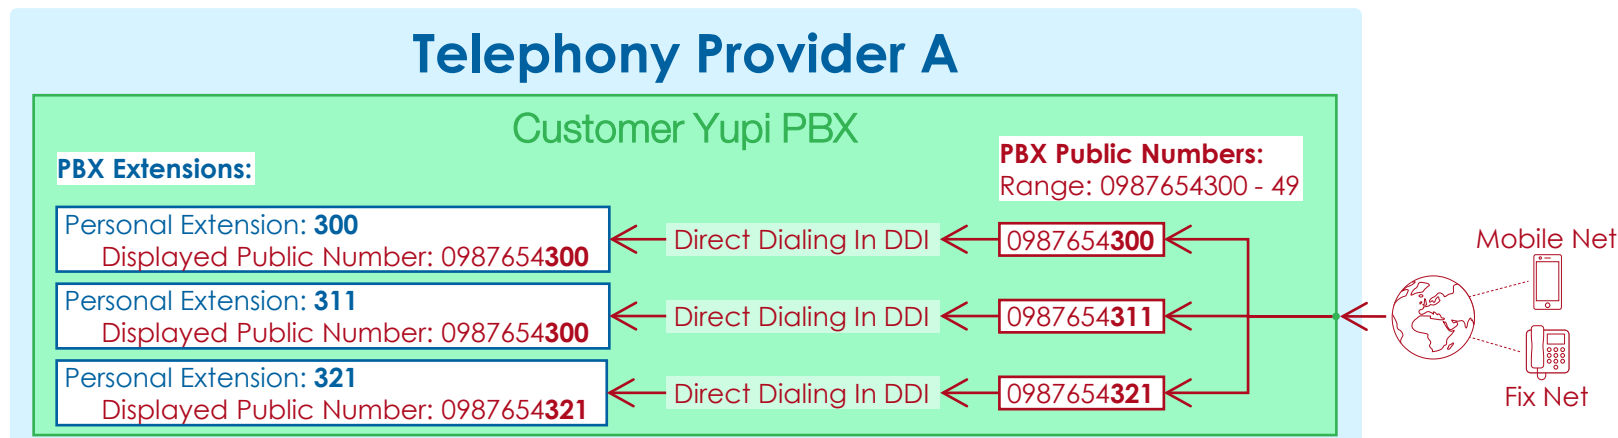 Telephony Provider A
Customer Yupi PBX
PBX Extensions:
PBX Public Numbers:
Range: 0987654300 - 49
Personal Extension: 300
Displayed Public Number: 0987654300
Direct Dialing In DDI
0987654300
Personal Extension: 311
Displayed Public Number: 0987654300
Direct Dialing In DDI
0987654311
Personal Extension: 321
Displayed Public Number: 0987654321
Direct Dialing In DDI
0987654321
Mobile Net
Fix Net